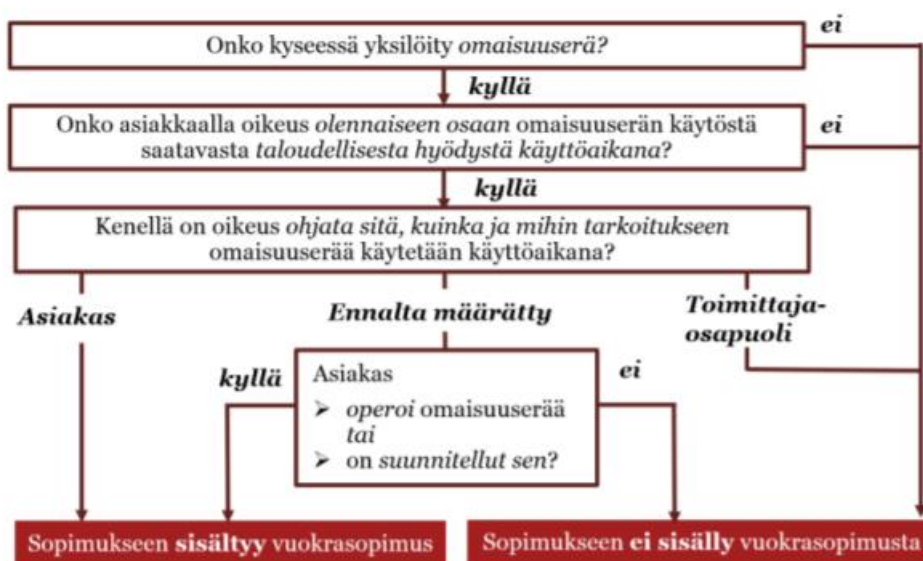 Onko kyseessä yksilöity omaisuuserä?
ei
kyllä
Onko asiakkaalla oikeus olennaiseen osaan omaisuuserän käytöstä
saatavasta taloudellisesta hyödystä käyttöaikana?
ei
kyllä
Kenellä on oikeus ohjata sitä, kuinka ja mihin tarkoitukseen
omaisuuserää käytetään käyttöaikana?
Asiakas
Ennalta määrätty
Toimittaja-
osapuoli
kyllä
Asiakas
➢ operoi omaisuuserää
tai
➢ on suunnitellut sen?
ei
Sopimukseen sisältyy vuokrasopimus
Sopimukseen ei sisälly vuokrasopimusta